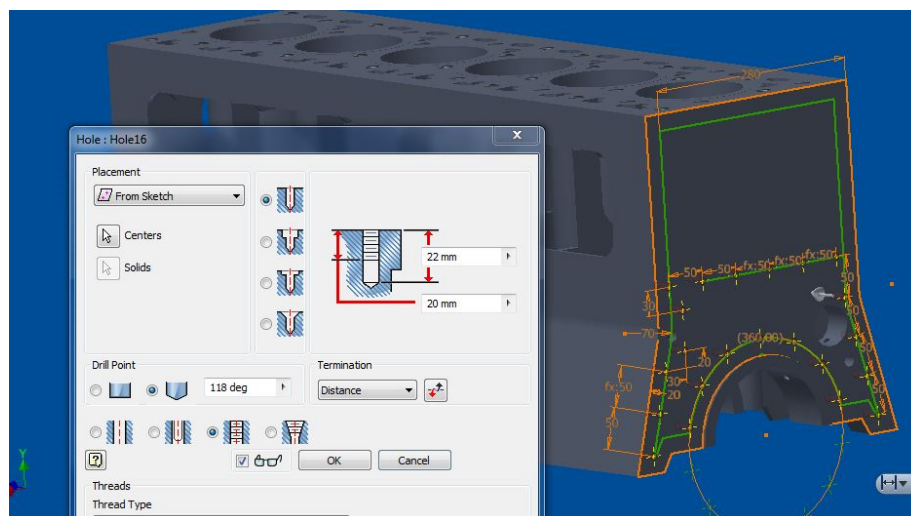 Hole : Hole16
x
Placement
From Sketch
Centers
Solids
22 mm
20 mm
Drill Point
118 deg
Termination
Distance
?
OK
Cancel
Threads
Thread Type
280
50
50
fx:50
fx:50
fx:50
50
30
50
70
(360,00)
50
20
fx:50
30
20
50
50
Y